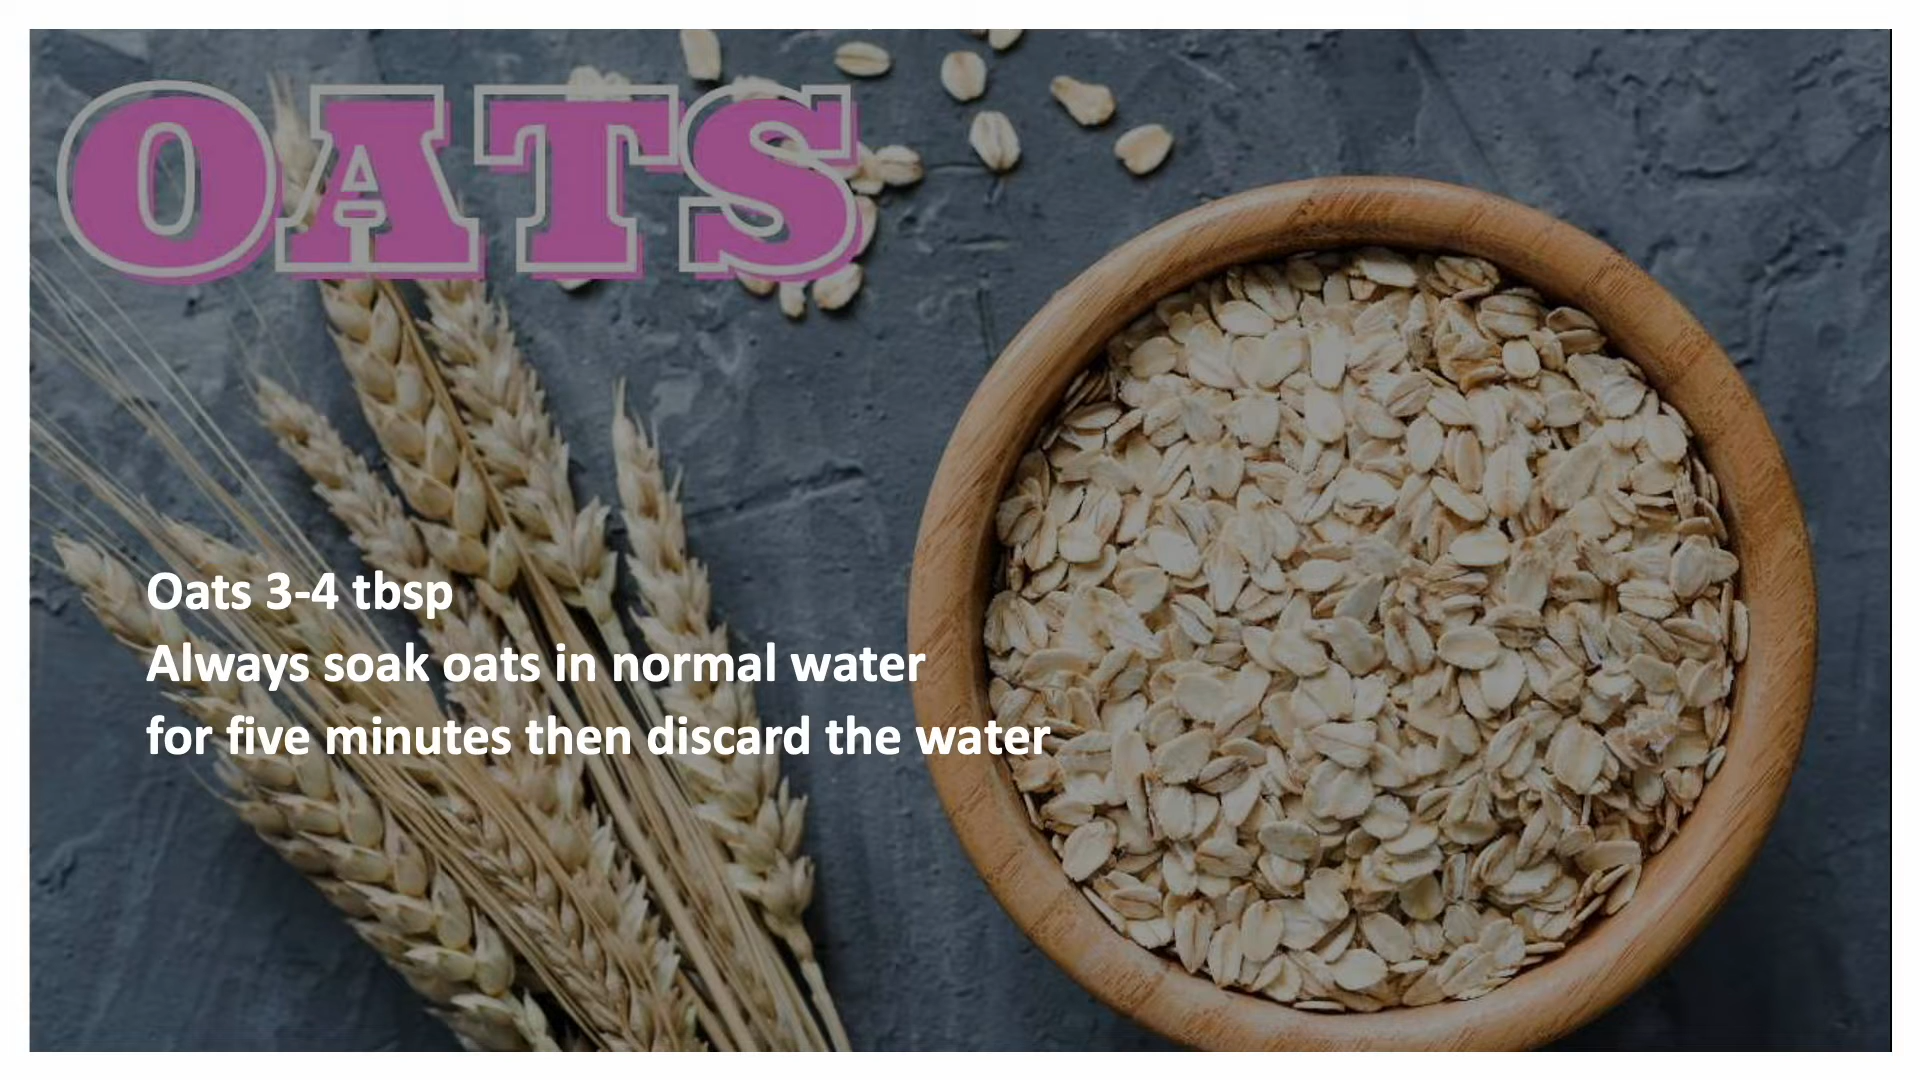 OATS
Oats 3-4 tbsp
Always soak oats in normal water
for five minutes then discard the water